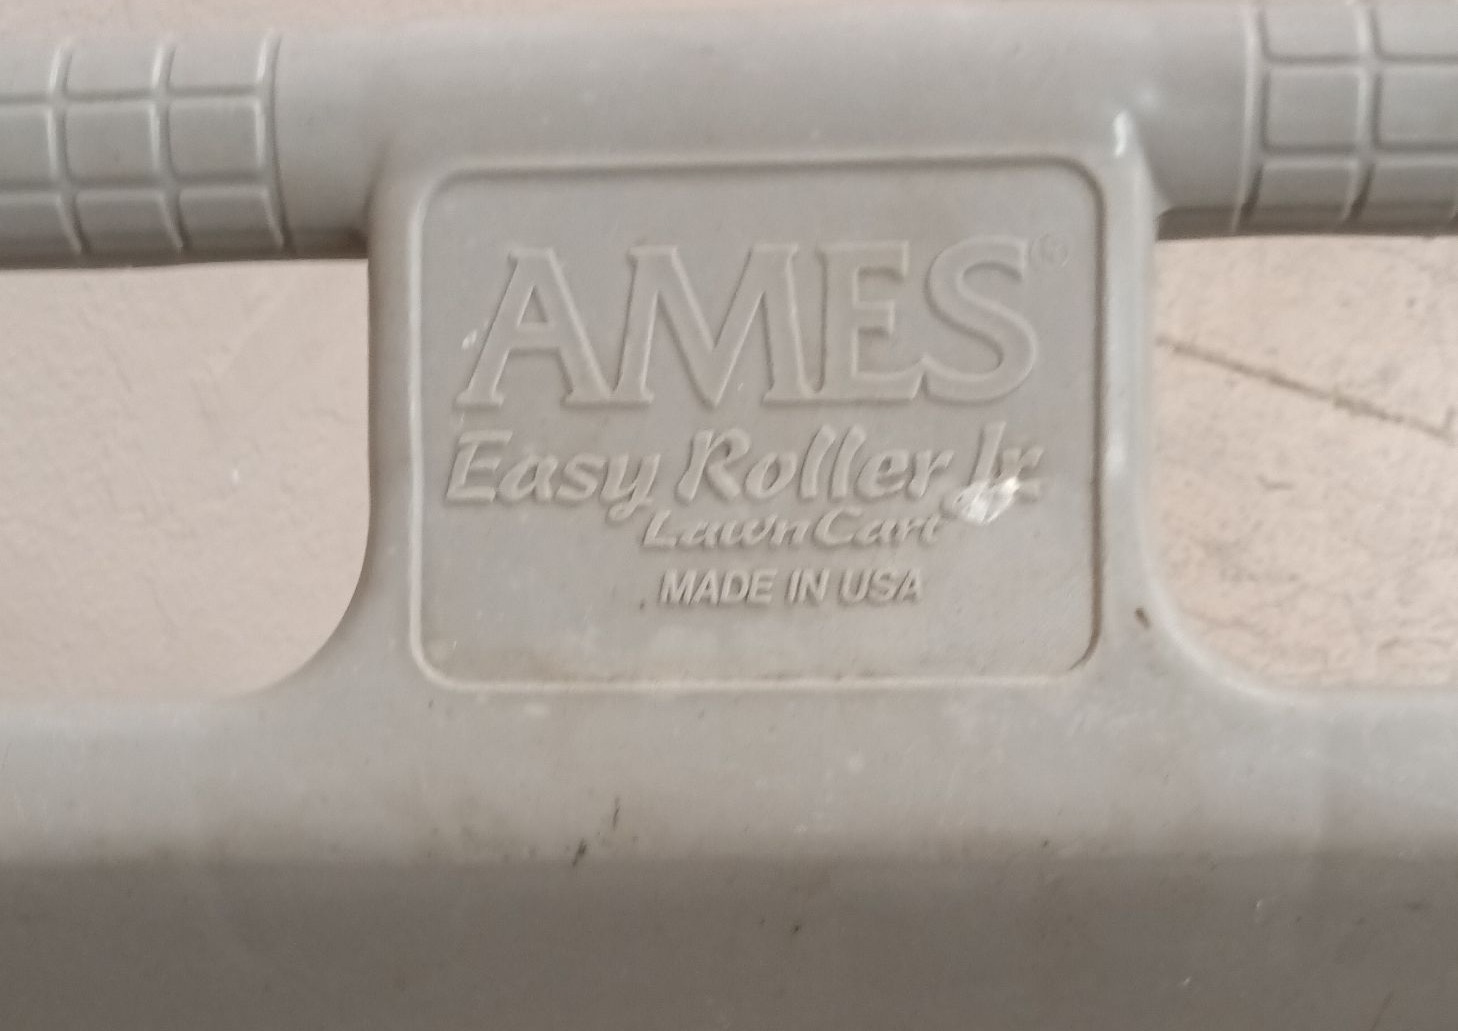 AMES®
Easy Roller Jr.
Lawn Cart
MADE IN USA